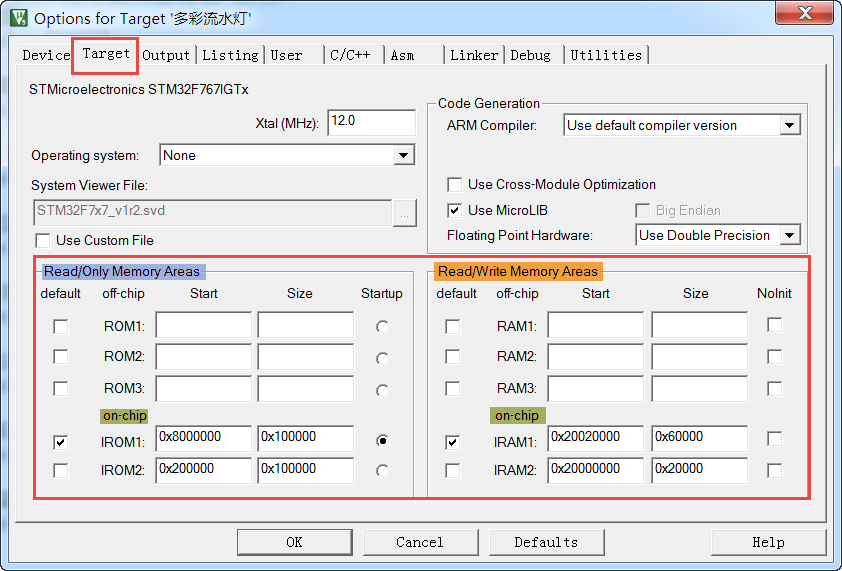 Options for Target '多彩流水灯'
Device Target Output Listing User C/C++ Asm Linker Debug Utilities
STMicroelectronics STM32F767IGTx
Xtal (MHz): 12.0
Operating system: None
System Viewer File:
STM32F7x7_v1r2.svd ...
Use Custom File
Code Generation
ARM Compiler: Use default compiler version
Use Cross-Module Optimization
Use MicroLIB Big Endian
Floating Point Hardware: Use Double Precision
Read/Only Memory Areas
default off-chip Start Size Startup
ROM1:
ROM2:
ROM3:
on-chip
IROM1: 0x8000000 0x100000
IROM2: 0x200000 0x100000
Read/Write Memory Areas
default off-chip Start Size NoInit
RAM1:
RAM2:
RAM3:
on-chip
IRAM1: 0x20020000 0x60000
IRAM2: 0x20000000 0x20000
OK Cancel Defaults Help